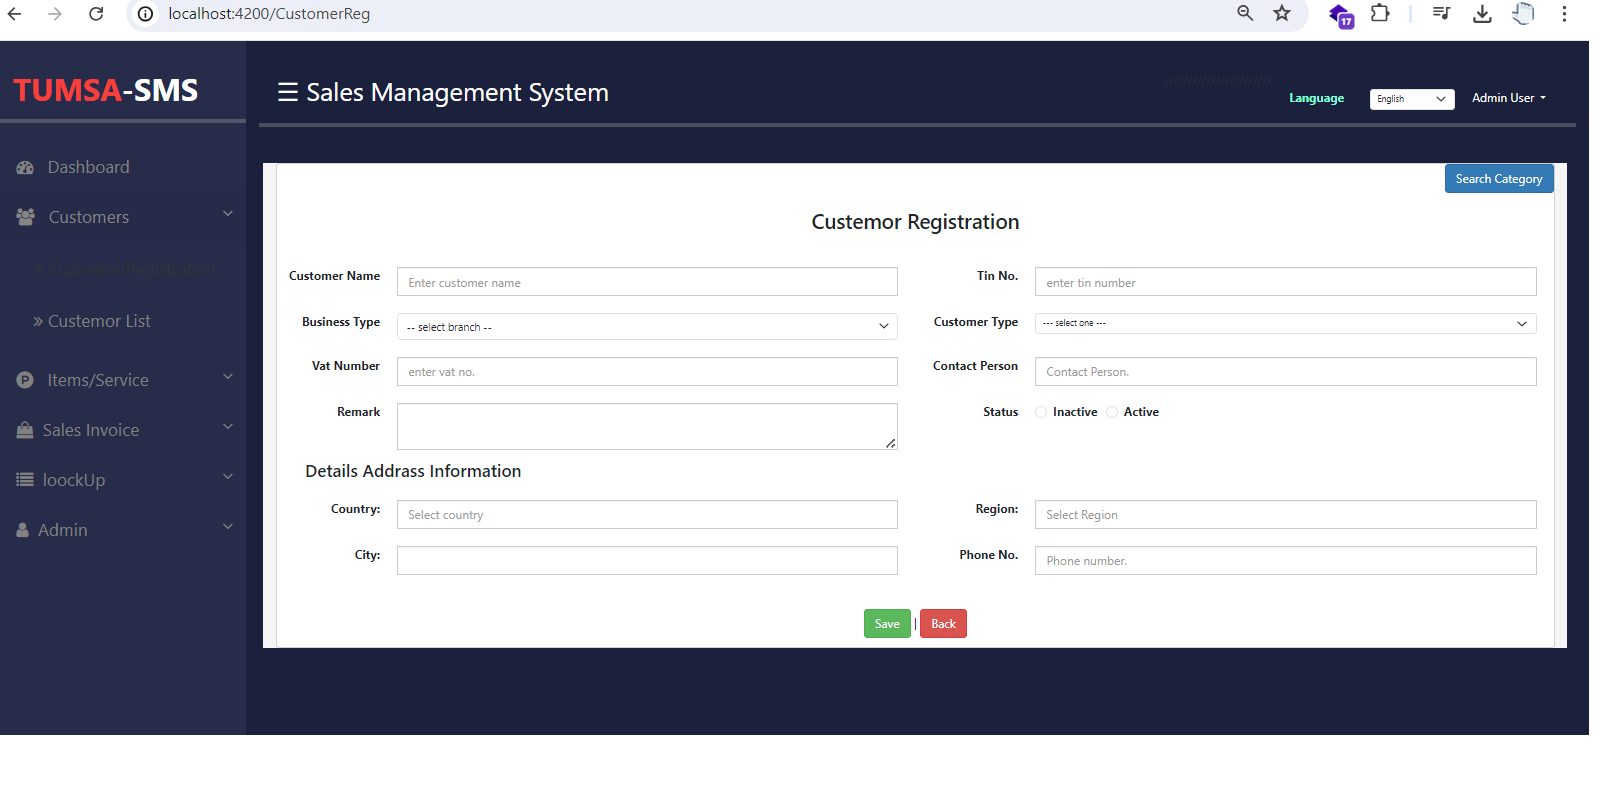 localhost:4200/CustomerReg
17
TUMSA-SMS
☰ Sales Management System
///////////////////////
Language
English
Admin User
Dashboard
Customers
» Custemor Registration
» Custemor List
Items/Service
Sales Invoice
loockUp
Admin
Search Category
Custemor Registration
Customer Name
Enter customer name
Tin No.
enter tin number
Business Type
-- select branch --
Customer Type
--- select one ---
Vat Number
enter vat no.
Contact Person
Contact Person.
Remark
Status
Inactive
Active
Details Addrass Information
Country:
Select country
Region:
Select Region
City:
Phone No.
Phone number.
Save | Back